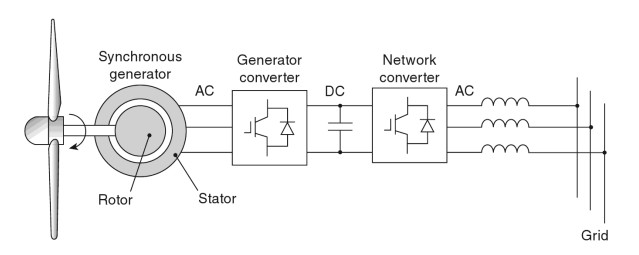 Synchronous
generator
AC
Generator
converter
DC
Network
converter
AC
Rotor
Stator
Grid